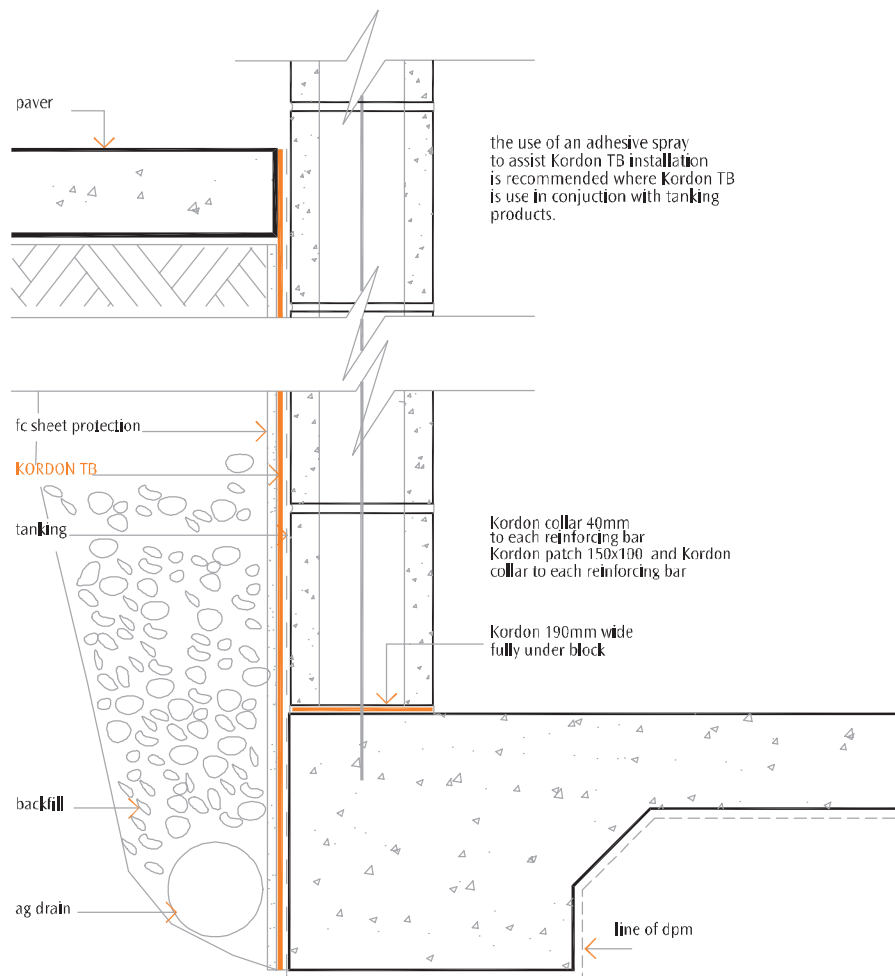 paver
the use of an adhesive spray
to assist Kordon TB installation
is recommended where Kordon TB
is use in conjuction with tanking
products.
fc sheet protection
KORDON TB
tanking
Kordon collar 40mm
to each reinforcing bar
Kordon patch 150x100 and Kordon
collar to each reinforcing bar
Kordon 190mm wide
fully under block
backfill
ag drain
line of dpm